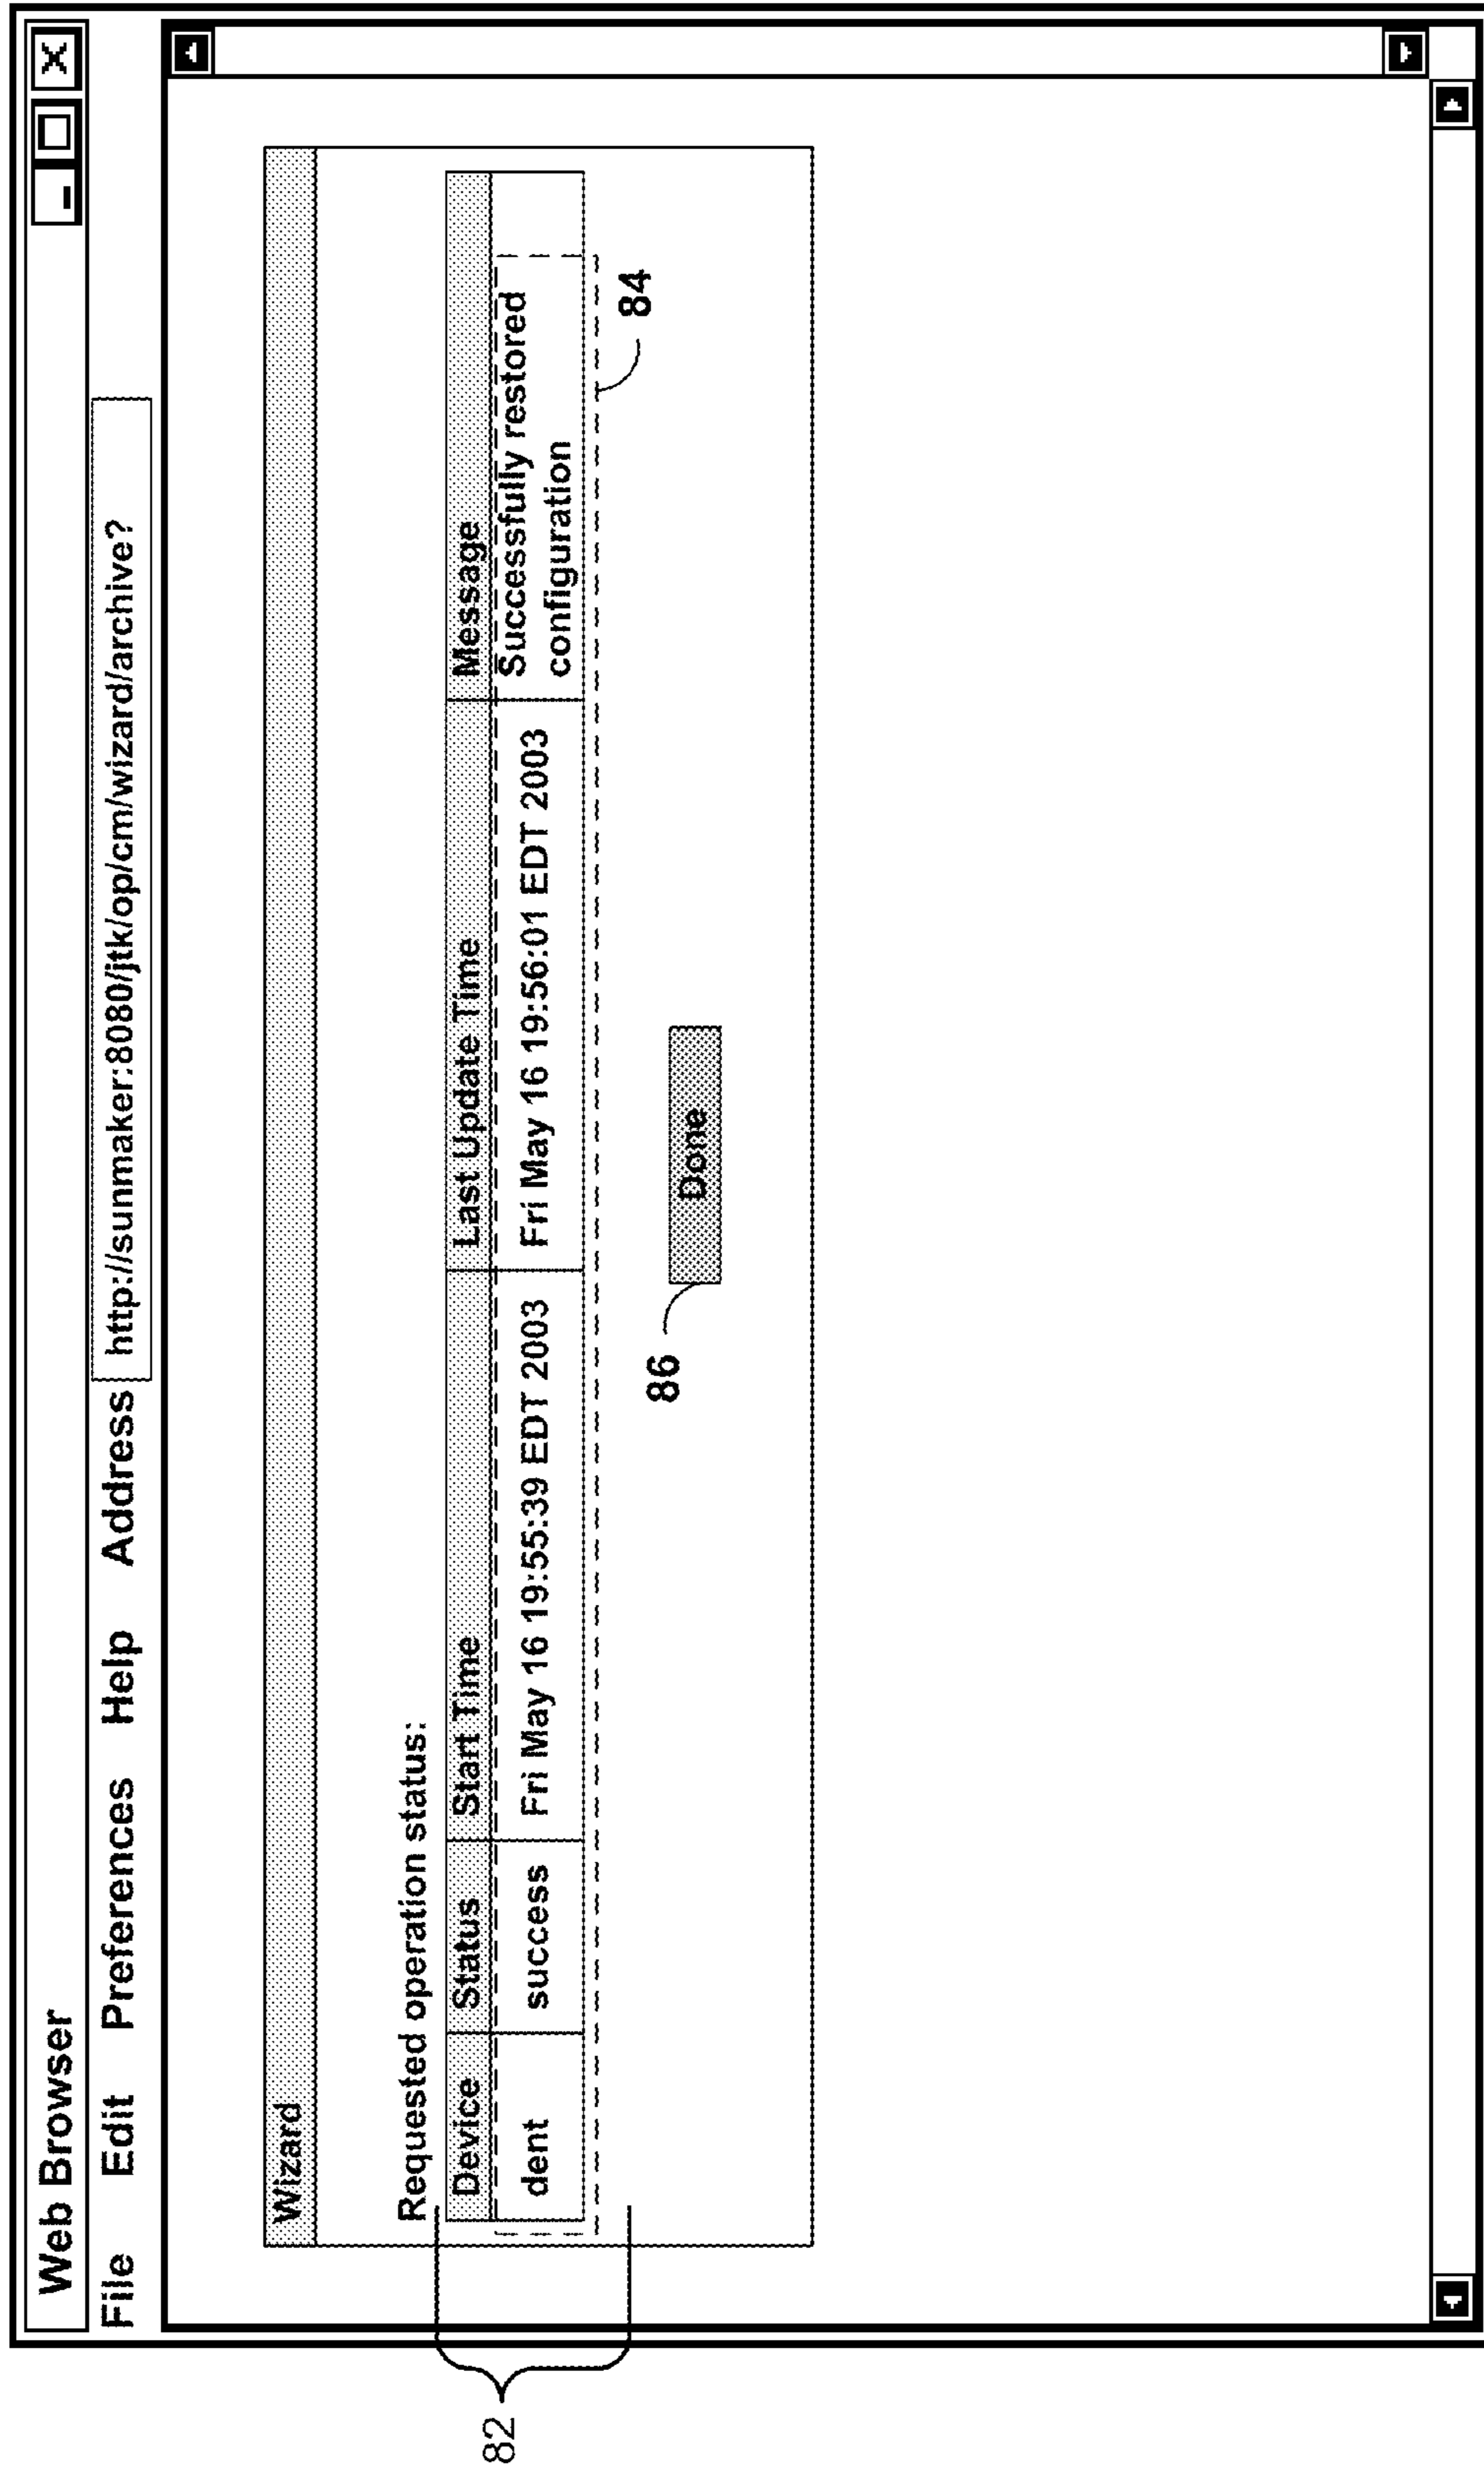 Web Browser
File Edit Preferences Help Address http://sunmaker:8080/jtk/op/cm/wizard/archive?
Wizard
Requested operation status:
Device Status Start Time Last Update Time Message
dent success Fri May 16 19:55:39 EDT 2003 Fri May 16 19:56:01 EDT 2003 Successfully restored
configuration
82
84
86
Done